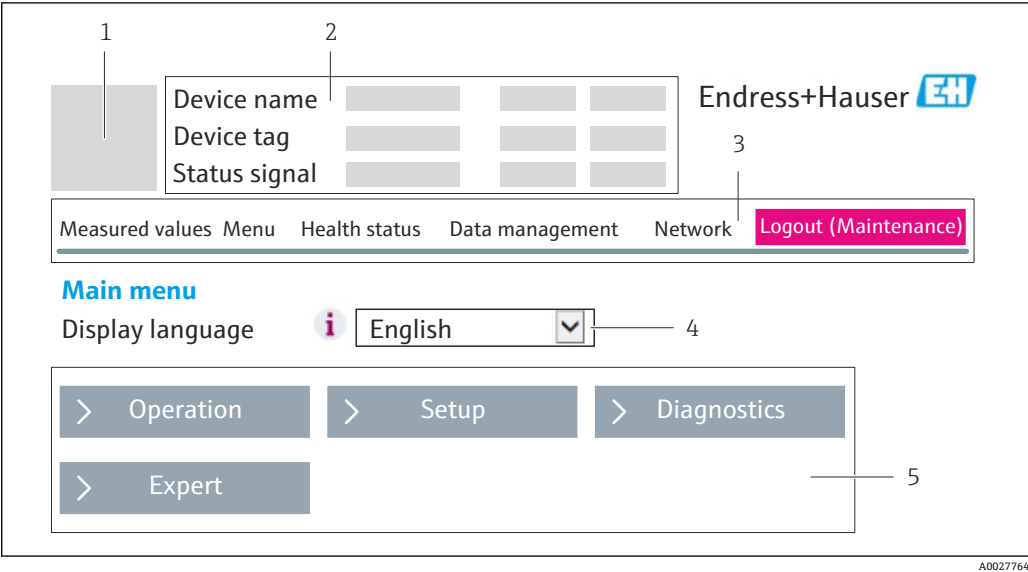 1
2
Device name
Endress+Hauser EH
Device tag
3
Status signal
Measured values Menu Health status Data management Network Logout (Maintenance)
Main menu
Display language i English 4
> Operation > Setup > Diagnostics
> Expert 5
A0027764